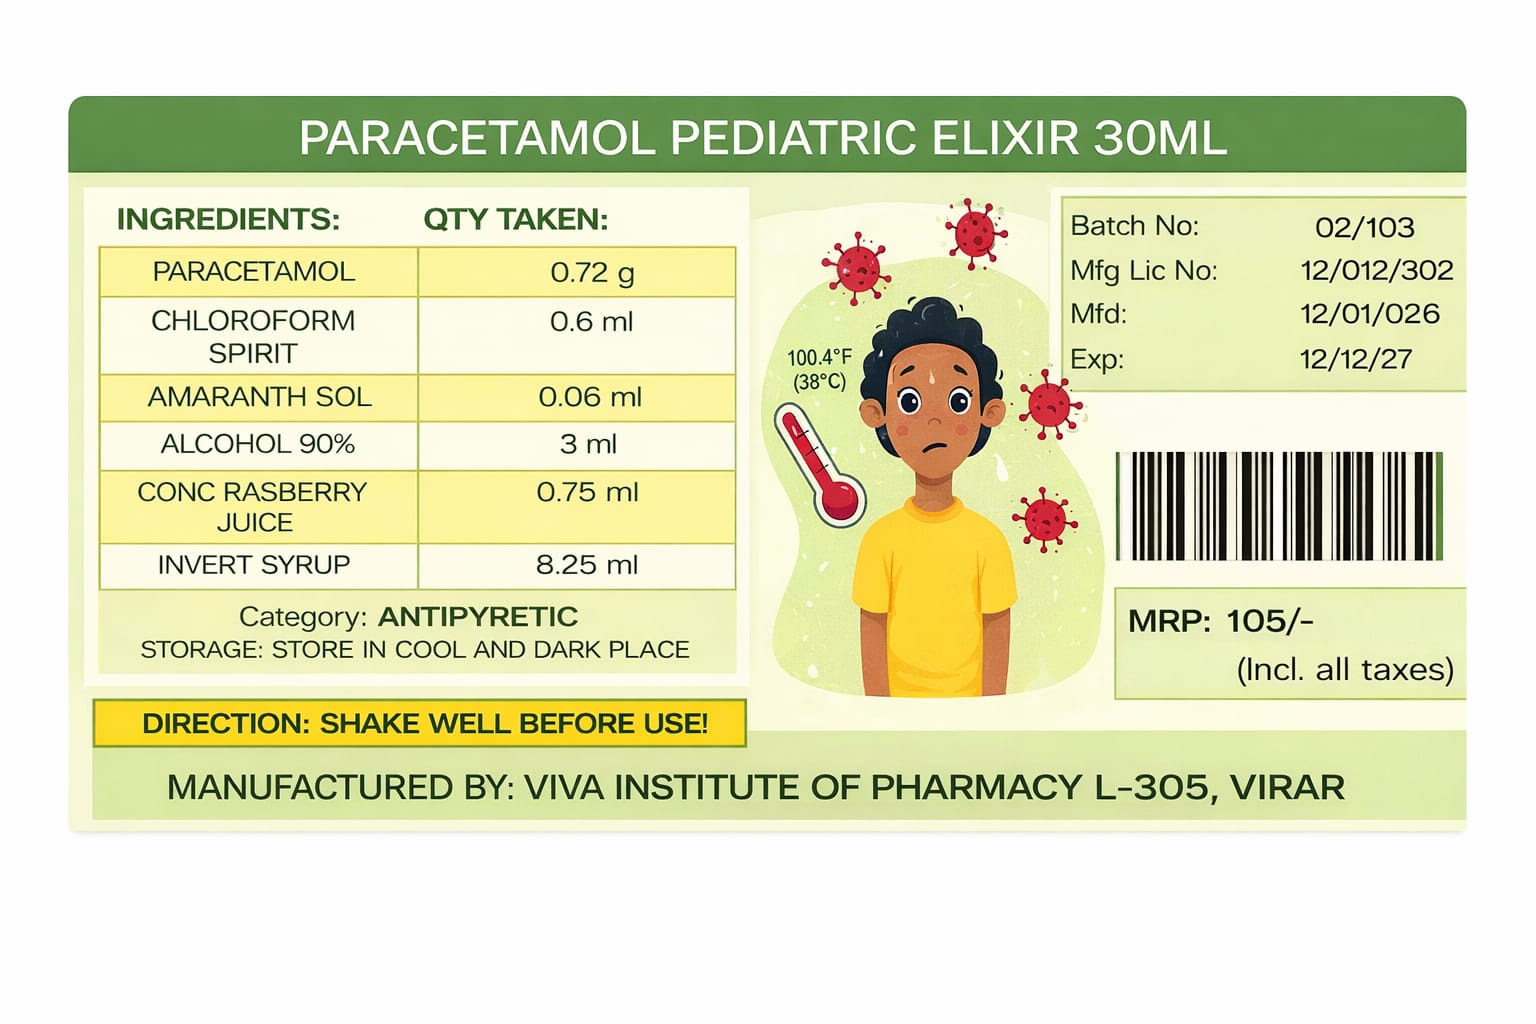 PARACETAMOL PEDIATRIC ELIXIR 30ML
INGREDIENTS: QTY TAKEN:
PARACETAMOL 0.72 g
CHLOROFORM 0.6 ml
SPIRIT
AMARANTH SOL 0.06 ml
ALCOHOL 90% 3 ml
CONC RASBERRY 0.75 ml
JUICE
INVERT SYRUP 8.25 ml
Category: ANTIPYRETIC
STORAGE: STORE IN COOL AND DARK PLACE
DIRECTION: SHAKE WELL BEFORE USE!
100.4°F
(38°C)
Batch No: 02/103
Mfg Lic No: 12/012/302
Mfd: 12/01/026
Exp: 12/12/27
MRP: 105/-
(Incl. all taxes)
MANUFACTURED BY: VIVA INSTITUTE OF PHARMACY L-305, VIRAR